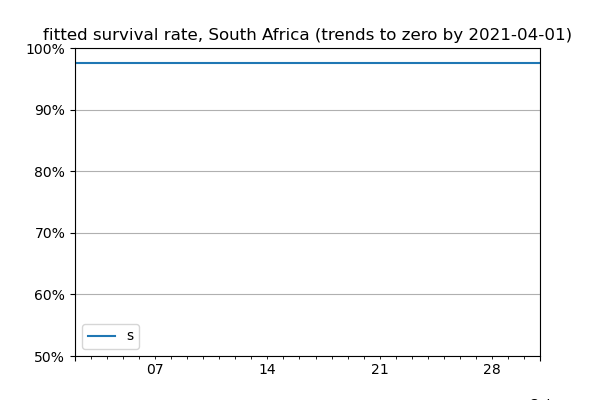 fitted survival rate, South Africa (trends to zero by 2021-04-01)
100%
90%
80%
70%
60%
50%
s
07 14 21 28